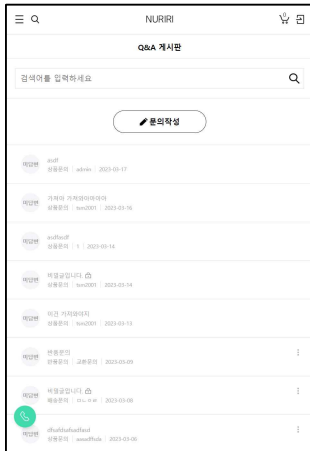 NURIRI
0
Q&A 게시판
검색어를 입력하세요
문의작성
미답변
asdf
상품문의 | admin | 2023-03-17
미답변
가져와 가져와아아아
상품문의 | tvm2001 | 2023-03-16
미답변
asdfasdf
상품문의 | 1 | 2023-03-14
미답변
비밀글입니다
상품문의 | tvm2001 | 2023-03-14
미답변
이건 가져와야지
상품문의 | tvm2001 | 2023-03-13
미답변
반품문의
반품문의 | 교환문의 | 2023-03-09
미답변
비밀글입니다
배송문의 | 2023-03-08
미답변
상품문의 | 2023-03-06